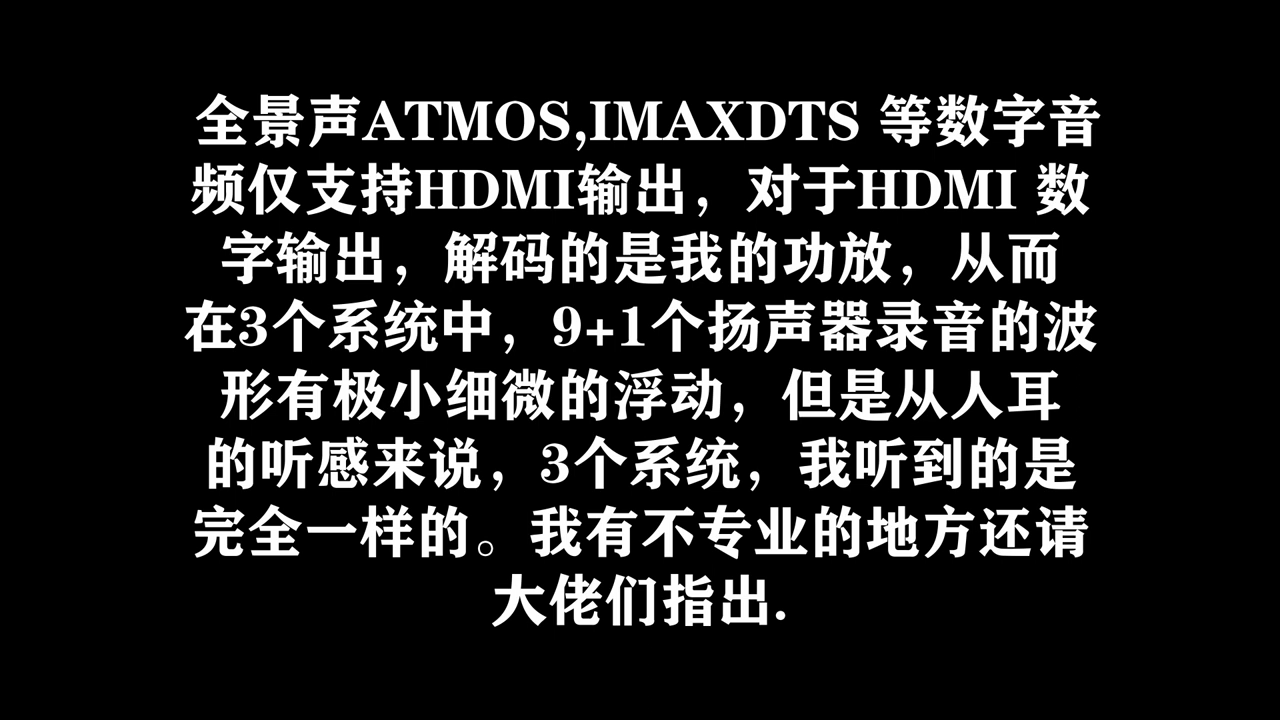 全景声ATMOS,IMAXDTS 等数字音
频仅支持HDMI输出，对于HDMI 数
字输出，解码的是我的功放，从而
在3个系统中，9+1个扬声器录音的波
形有极小细微的浮动，但是从人耳
的听感来说，3个系统，我听到的是
完全一样的。我有不专业的地方还请
大佬们指出.